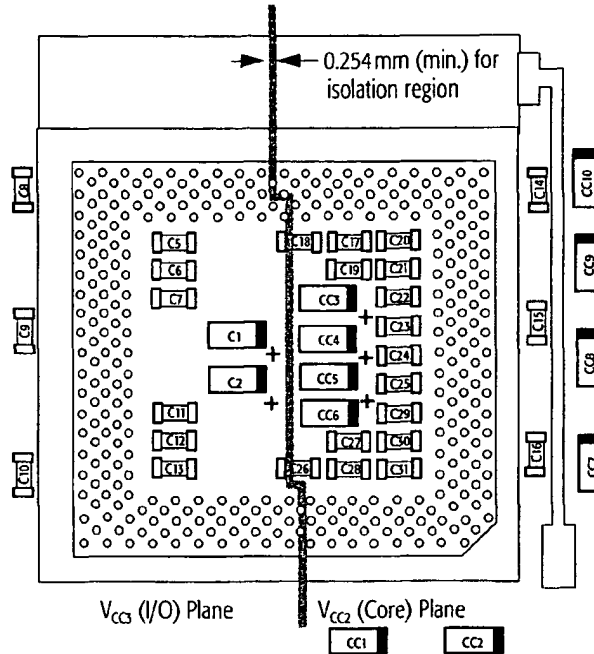 0.254 mm (min.) for
isolation region
C8
C14
CC10
C5
C18
C17
C20
C6
C19
C21
CC9
C7
CC3
C22
C9
C1
CC4
C23
C15
C24
CC8
C2
CC5
C25
C11
CC6
C29
C12
C27
C30
C16
CC7
C10
C13
C26
C28
C31
VCC3 (I/O) Plane
VCC2 (Core) Plane
CC1
CC2